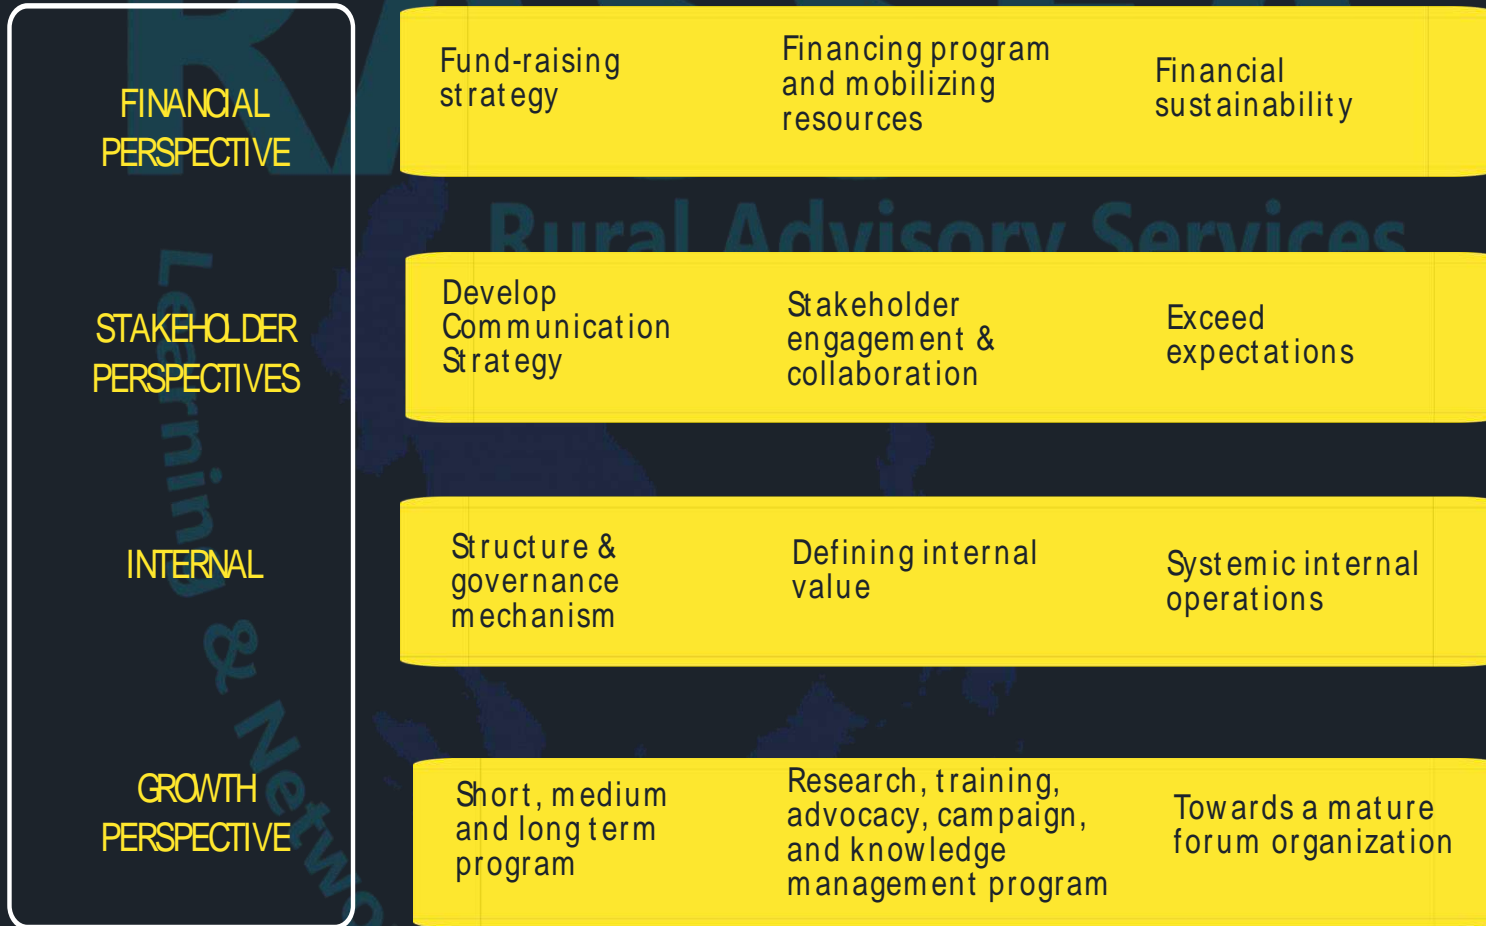 FINANCIAL
PERSPECTIVE
Fund-raising
strategy
Financing program
and mobilizing
resources
Financial
sustainability
Rural Advisory Services
STAKEHOLDER
PERSPECTIVES
Develop
Communication
Strategy
Stakeholder
engagement &
collaboration
Exceed
expectations
INTERNAL
Structure &
governance
mechanism
Defining internal
value
Systemic internal
operations
GROWTH
PERSPECTIVE
Short, medium
and long term
program
Research, training,
advocacy, campaign,
and knowledge
management program
Towards a mature
forum organization
Learning & Netwo